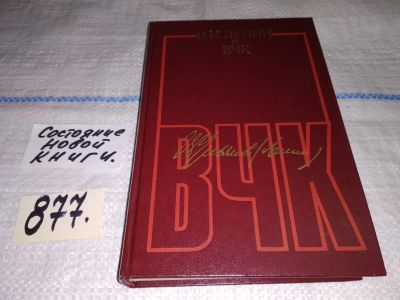 В.И.ЛЕНИН
И
ВЧК
ВЧК
Состояние
новой
книги.
877.